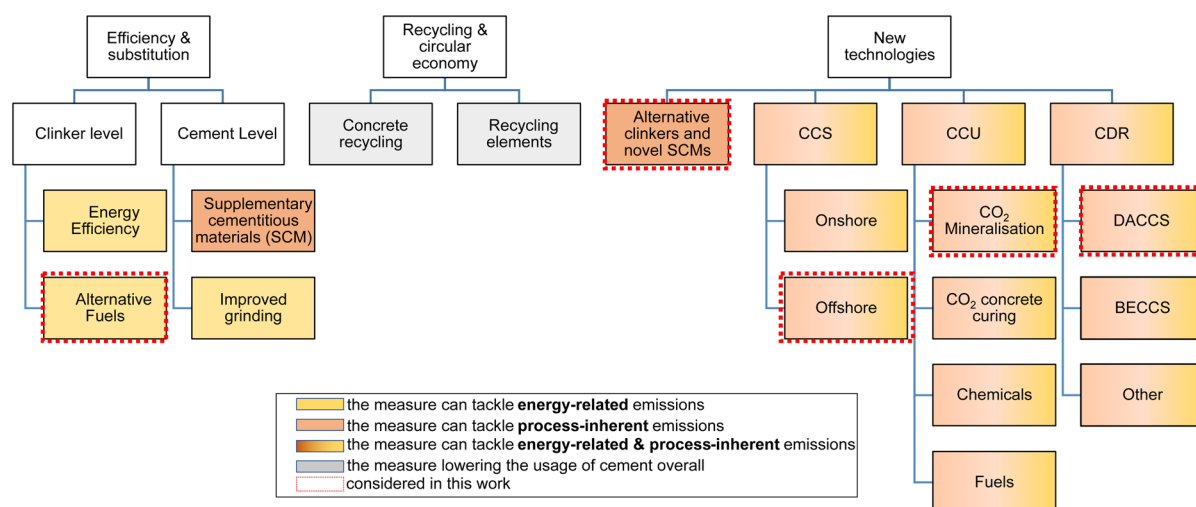 Efficiency &
substitution
Recycling &
circular
economy
New
technologies
Clinker level
Cement Level
Concrete
recycling
Recycling
elements
Alternative
clinkers and
novel SCMs
CCS
CCU
CDR
Energy
Efficiency
Supplementary
cementitious
materials (SCM)
Onshore
CO2
Mineralisation
DACCS
Alternative
Fuels
Improved
grinding
Offshore
CO2 concrete
curing
BECCS
Chemicals
Other
Fuels
the measure can tackle energy-related emissions
the measure can tackle process-inherent emissions
the measure can tackle energy-related & process-inherent emissions
the measure lowering the usage of cement overall
considered in this work